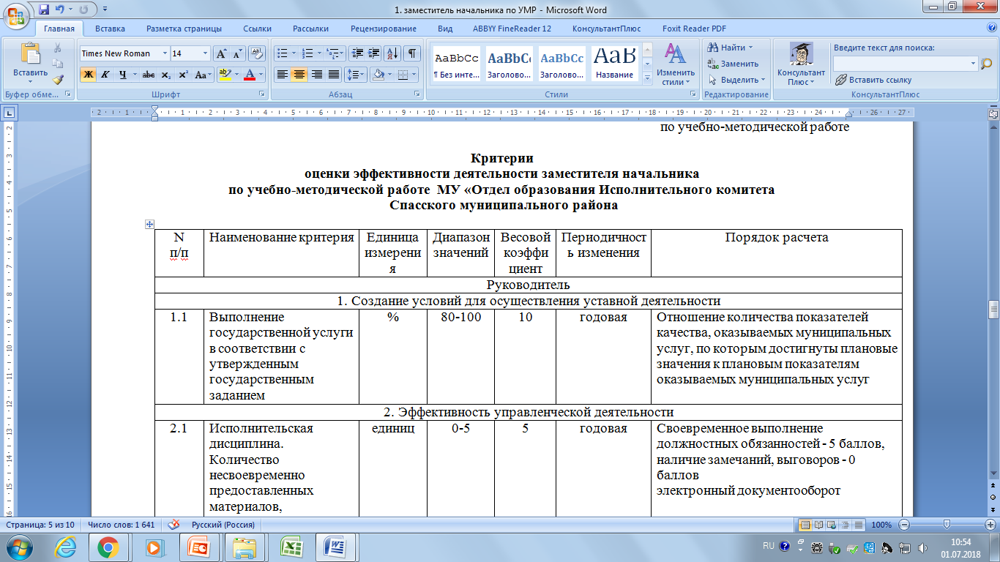 1. заместитель начальника по УМР - Microsoft Word
Главная Вставка Разметка страницы Ссылки Рассылки Рецензирование Вид ABBYY FineReader 12 КонсультантПлюс Foxit Reader PDF
Вставить
Буфер обме...
Times New Roman 14
Шрифт
Абзац
AaBbCc AaBbCc AaBbCc AaB
¶ Без инте... Заголово... Заголово... Название
Изменить стили
Стили
Найти
Заменить
Выделить
Редактирование
Консультант Плюс
Введите текст для поиска:
Вставить ссылку
КонсультантПлюс
по учебно-методической работе
Критерии
оценки эффективности деятельности заместителя начальника
по учебно-методической работе МУ «Отдел образования Исполнительного комитета
Спасского муниципального района
N
п/п
Наименование критерия
Единица
измерени
я
Диапазон
значений
Весовой
коэффи
циент
Периодичност
ь изменения
Порядок расчета
Руководитель
1. Создание условий для осуществления уставной деятельности
1.1
Выполнение
государственной услуги
в соответствии с
утвержденным
государственным
заданием
%
80-100
10
годовая
Отношение количества показателей
качества, оказываемых муниципальных
услуг, по которым достигнуты плановые
значения к плановым показателям
оказываемых муниципальных услуг
2. Эффективность управленческой деятельности
2.1
Исполнительская
дисциплина.
Количество
несвоевременно
предоставленных
материалов,
единиц
0-5
5
годовая
Своевременное выполнение
должностных обязанностей - 5 баллов,
наличие замечаний, выговоров - 0
баллов
электронный документооборот
Страница: 5 из 10 Число слов: 1 641 Русский (Россия) 100%
RU
10:54
01.07.2018